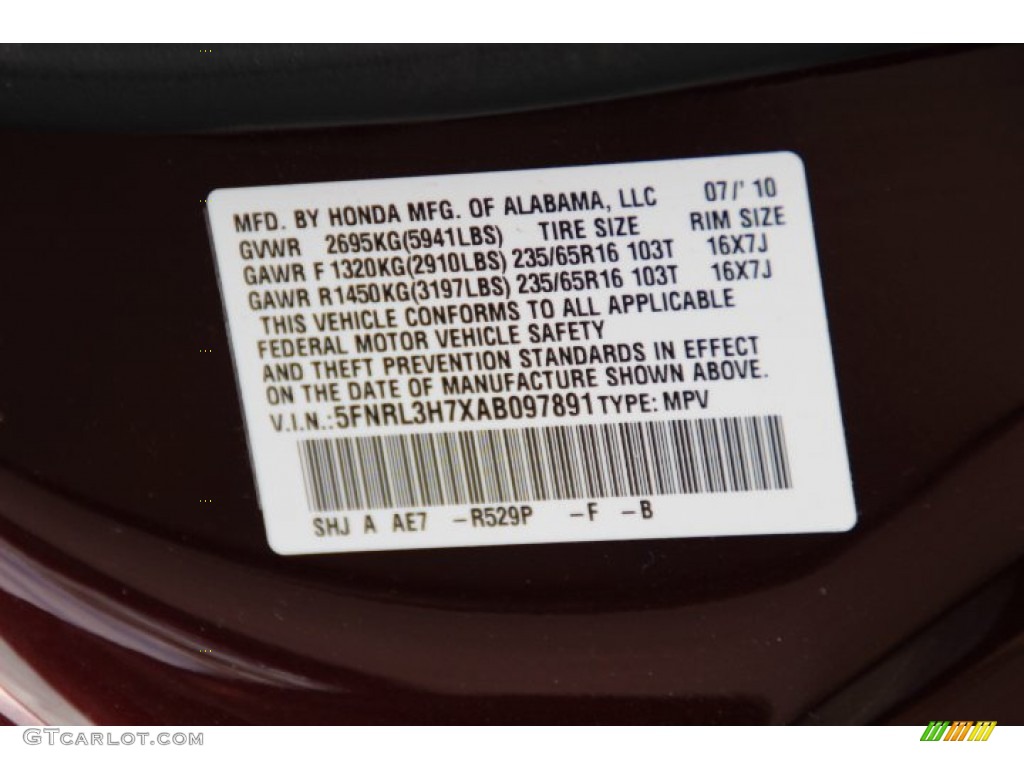 MFD. BY HONDA MFG. OF ALABAMA, LLC 07/' 10
GVWR 2695KG(5941LBS) TIRE SIZE RIM SIZE
GAWR F 1320KG(2910LBS) 235/65R16 103T 16X7J
GAWR R1450KG(3197LBS) 235/65R16 103T 16X7J
THIS VEHICLE CONFORMS TO ALL APPLICABLE
FEDERAL MOTOR VEHICLE SAFETY
AND THEFT PREVENTION STANDARDS IN EFFECT
ON THE DATE OF MANUFACTURE SHOWN ABOVE.
V.I.N.:5FNRL3H7XAB097891 TYPE: MPV
SHJ A AE7 -R529P -F -B
GTCARLOT.COM